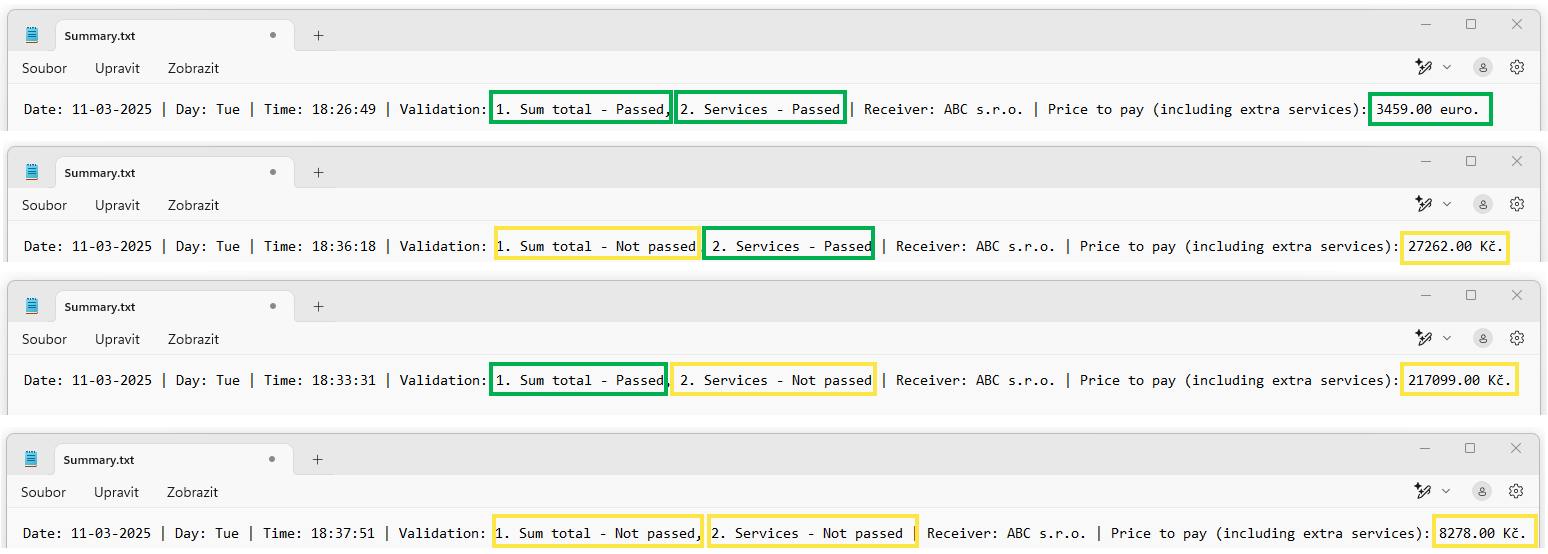 Summary.txt
Soubor Upravit Zobrazit
Date: 11-03-2025 | Day: Tue | Time: 18:26:49 | Validation: 1. Sum total - Passed, 2. Services - Passed | Receiver: ABC s.r.o. | Price to pay (including extra services): 3459.00 euro.
Summary.txt
Soubor Upravit Zobrazit
Date: 11-03-2025 | Day: Tue | Time: 18:36:18 | Validation: 1. Sum total - Not passed, 2. Services - Passed | Receiver: ABC s.r.o. | Price to pay (including extra services): 27262.00 Kč.
Summary.txt
Soubor Upravit Zobrazit
Date: 11-03-2025 | Day: Tue | Time: 18:33:31 | Validation: 1. Sum total - Passed, 2. Services - Not passed | Receiver: ABC s.r.o. | Price to pay (including extra services): 217099.00 Kč.
Summary.txt
Soubor Upravit Zobrazit
Date: 11-03-2025 | Day: Tue | Time: 18:37:51 | Validation: 1. Sum total - Not passed, 2. Services - Not passed | Receiver: ABC s.r.o. | Price to pay (including extra services): 8278.00 Kč.